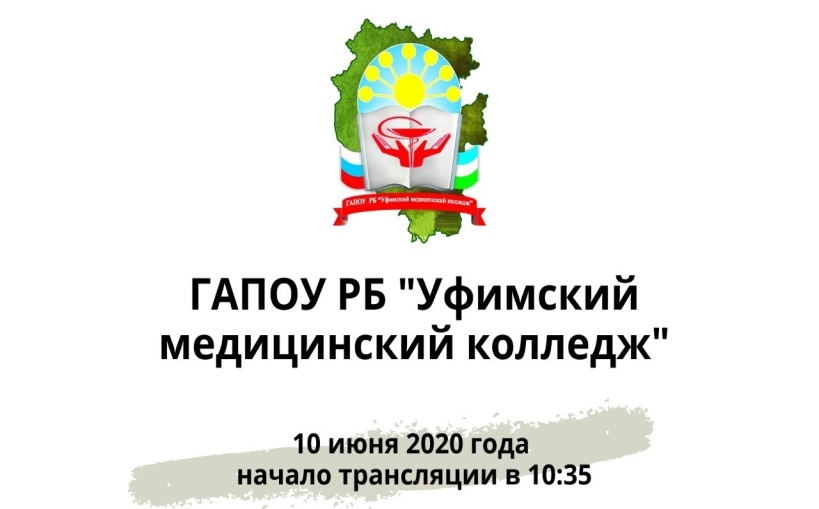 ГАПОУ РБ "Уфимский медицинский колледж"
ГАПОУ РБ "Уфимский
медицинский колледж"
10 июня 2020 года
начало трансляции в 10:35